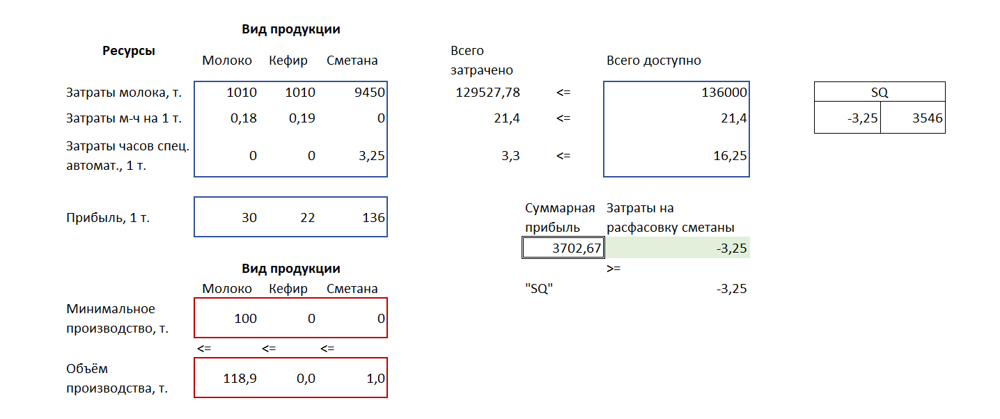 Вид продукции
Ресурсы
Молоко Кефир Сметана
Всего
затрачено
Всего доступно
Затраты молока, т. 1010 1010 9450 129527,78 <= 136000
SQ
Затраты м-ч на 1 т. 0,18 0,19 0 21,4 <= 21,4
-3,25 3546
Затраты часов спец.
автомат., 1 т.
0 0 3,25 3,3 <= 16,25
Прибыль, 1 т. 30 22 136
Суммарная
прибыль
Затраты на
расфасовку сметаны
3702,67 -3,25
>=
"SQ" -3,25
Вид продукции
Молоко Кефир Сметана
Минимальное
производство, т.
100 0 0
<= <= <=
Объём
производства, т.
118,9 0,0 1,0